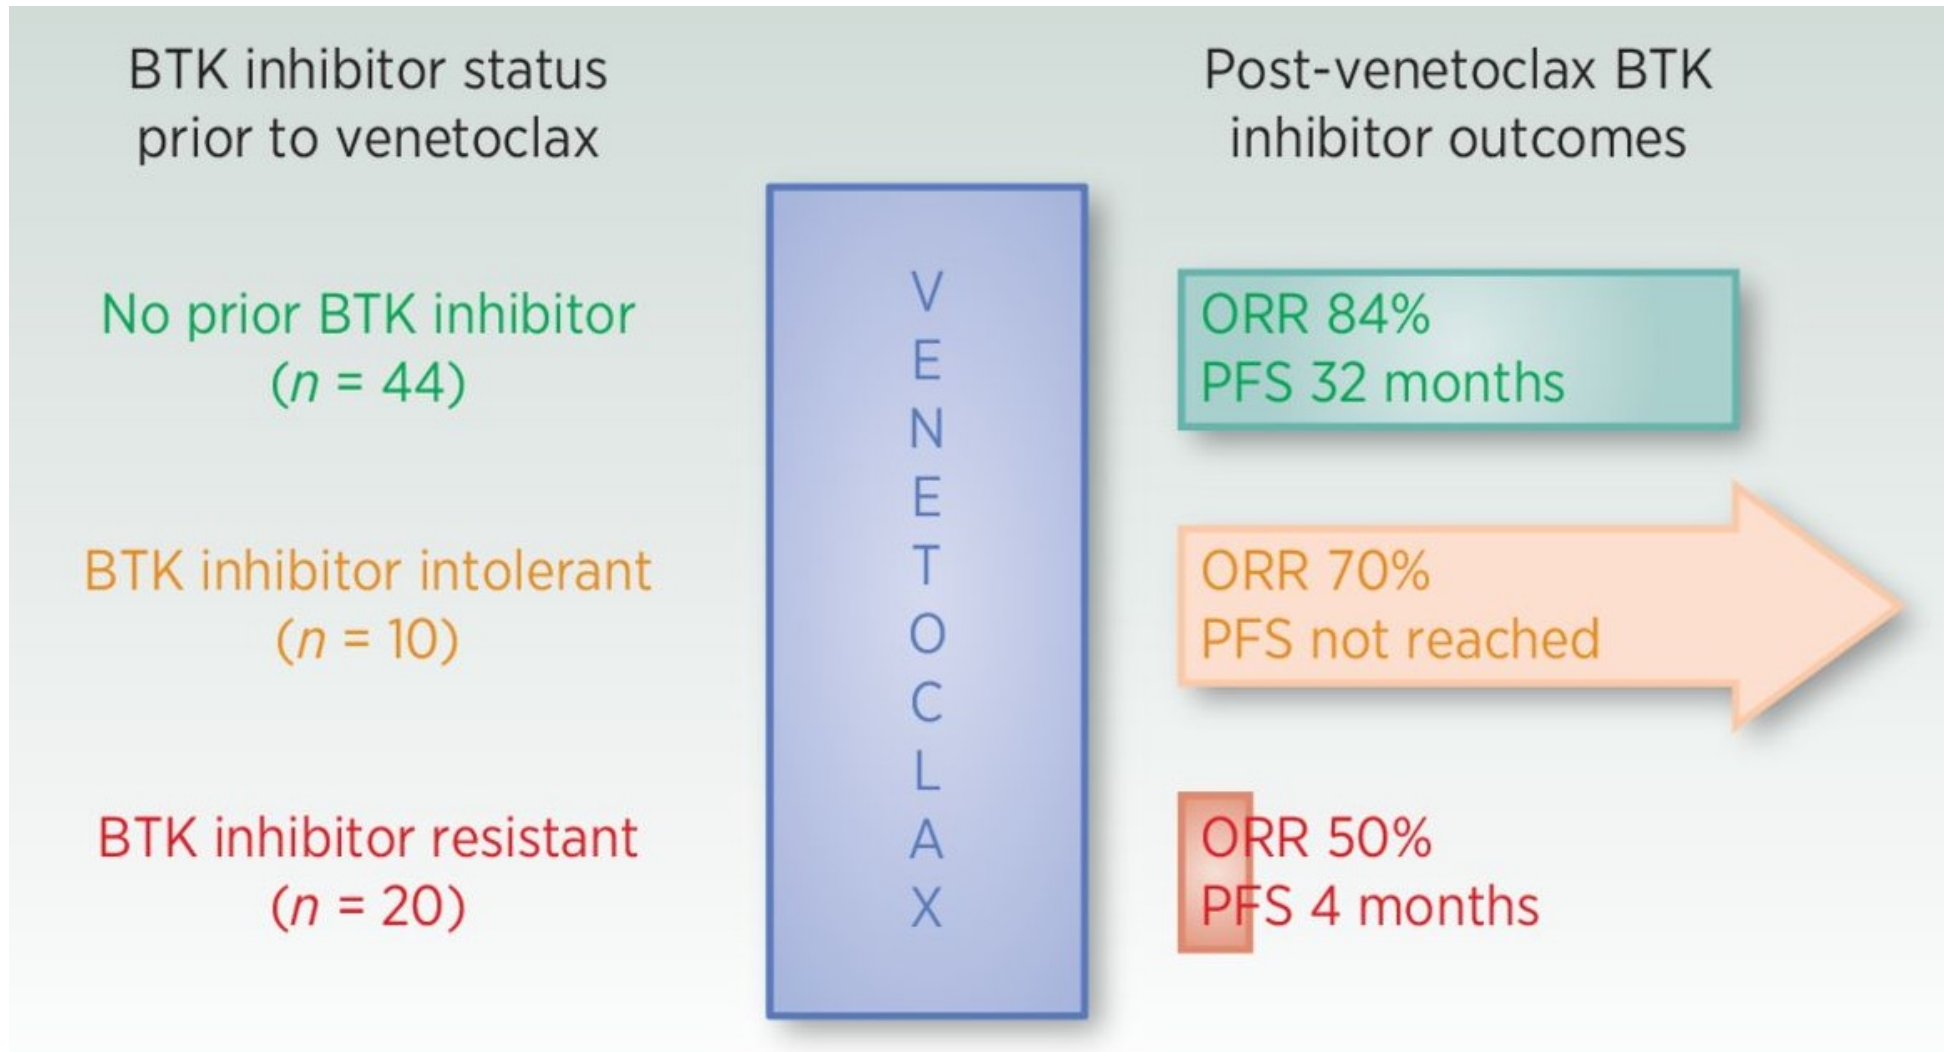 BTK inhibitor status
prior to venetoclax
Post-venetoclax BTK
inhibitor outcomes
No prior BTK inhibitor
(n = 44)
BTK inhibitor intolerant
(n = 10)
BTK inhibitor resistant
(n = 20)
VENETOCLAX
ORR 84%
PFS 32 months
ORR 70%
PFS not reached
ORR 50%
PFS 4 months